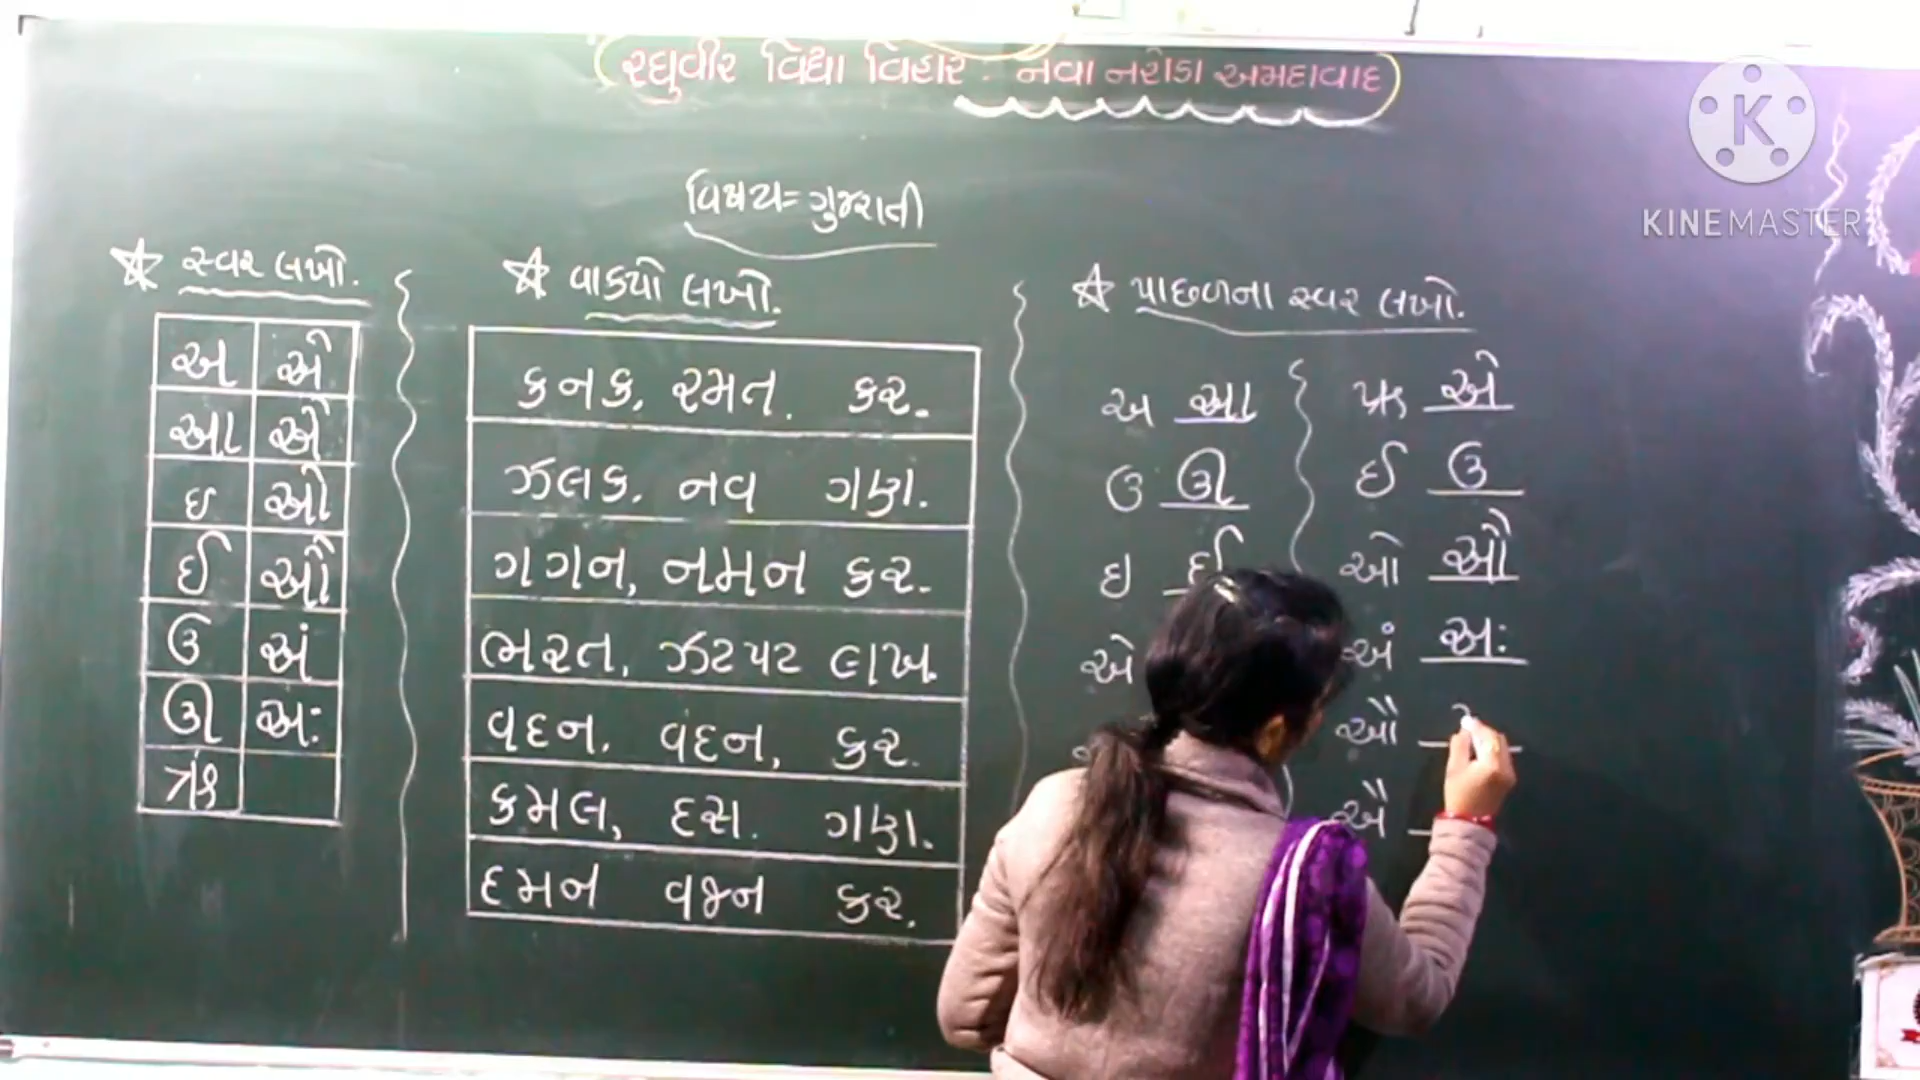 રઘુવીર વિદ્યા વિહાર - નવા નરોડા અમદાવાદ
KINEMASTER
વિષય=ગુજરાતી
સ્વર લખો.
અ એ
આ ઐ
ઇ ઓ
ઈ ઔ
ઉ અં
ઊ અઃ
ઋ
વાક્યો લખો.
કનક, રમત. કર.
ઝલક, નવ ગણ.
ગગન, નમન કર.
ભરત, ઝટપટ લખ.
વદન, વદન, કર.
કમલ, દસ. ગણ.
દમન વજન કર.
પાછળના સ્વર લખો.
અ આ
ઉ ઊ
ઇ ઈ
એ
ઋ એ
ઈ ઉ
ઓ ઔ
અં અઃ
ઔ
ઐ